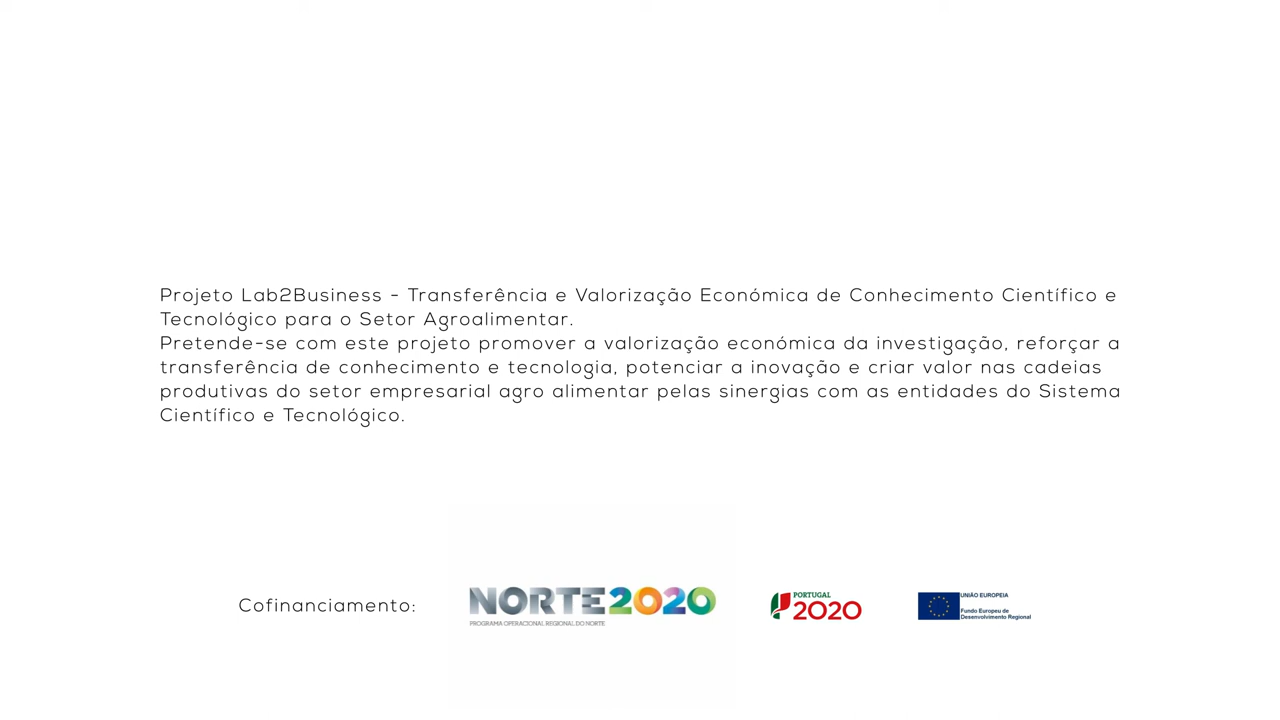 Projeto Lab2Business - Transferência e Valorização Económica de Conhecimento Científico e
Tecnológico para o Setor Agroalimentar.
Pretende-se com este projeto promover a valorização económica da investigação, reforçar a
transferência de conhecimento e tecnologia, potenciar a inovação e criar valor nas cadeias
produtivas do setor empresarial agro alimentar pelas sinergias com as entidades do Sistema
Científico e Tecnológico.
Cofinanciamento:
NORTE2020
PROGRAMA OPERACIONAL REGIONAL DO NORTE
PORTUGAL
2020
UNIÃO EUROPEIA
Fundo Europeu de
Desenvolvimento Regional